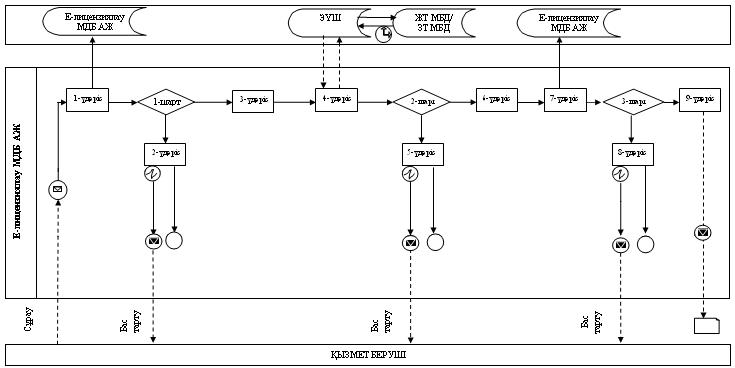 Е-лицензиялау
МДБ АЖ
ЭҮШ
ЖТ МБД/
ЗТ МБД
Е-лицензиялау
МДБ АЖ
Е-лицензиялау МДБ АЖ
1-үдеріс
1-шарт
3-үдеріс
4-үдеріс
2-шарт
6-үдеріс
7-үдеріс
3-шарт
9-үдеріс
2-үдеріс
5-үдеріс
8-үдеріс
Сұрау
Бас
тарту
Бас
тарту
Бас
тарту
ҚЫЗМЕТ БЕРУШІ